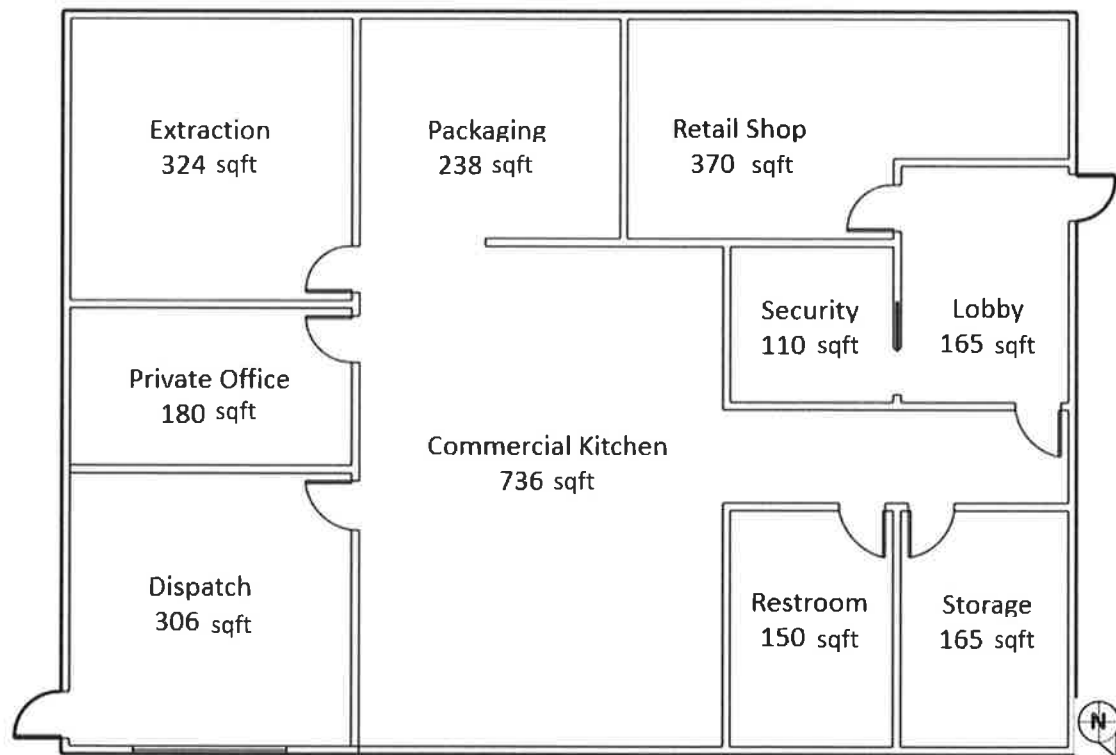 Extraction
324 sqft
Packaging
238 sqft
Retail Shop
370 sqft
Security
110 sqft
Lobby
165 sqft
Private Office
180 sqft
Commercial Kitchen
736 sqft
Dispatch
306 sqft
Restroom
150 sqft
Storage
165 sqft
N